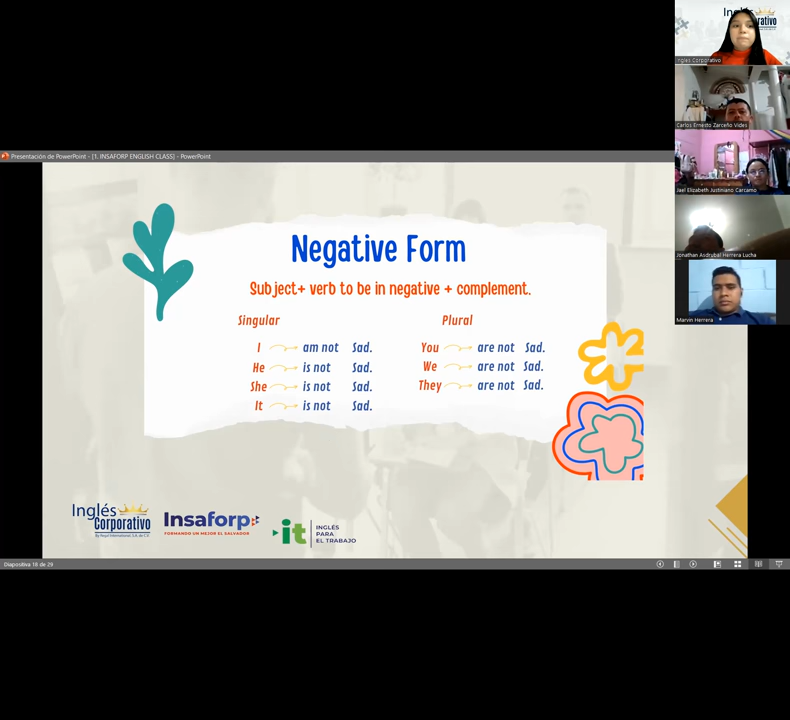 Inglés
Corporativo
Inglés Corporativo
Carlos Ernesto Zarceño Vides
Jael Elizabeth Justiniano Carcamo
Jonathan Asdrubal Herrera Lucha
Marvin Herrera
Presentación de PowerPoint - [1. INSAFORP ENGLISH CLASS] - PowerPoint
Negative Form
Subject+ verb to be in negative + complement.
Singular Plural
I am not Sad. You are not Sad.
He is not Sad. We are not Sad.
She is not Sad. They are not Sad.
It is not Sad.
Inglés
Corporativo
By Regal International, S.A. de C.V.
Insaforp
FORMANDO UN MEJOR EL SALVADOR
it
INGLÉS
PARA
EL TRABAJO
Diapositiva 18 de 29